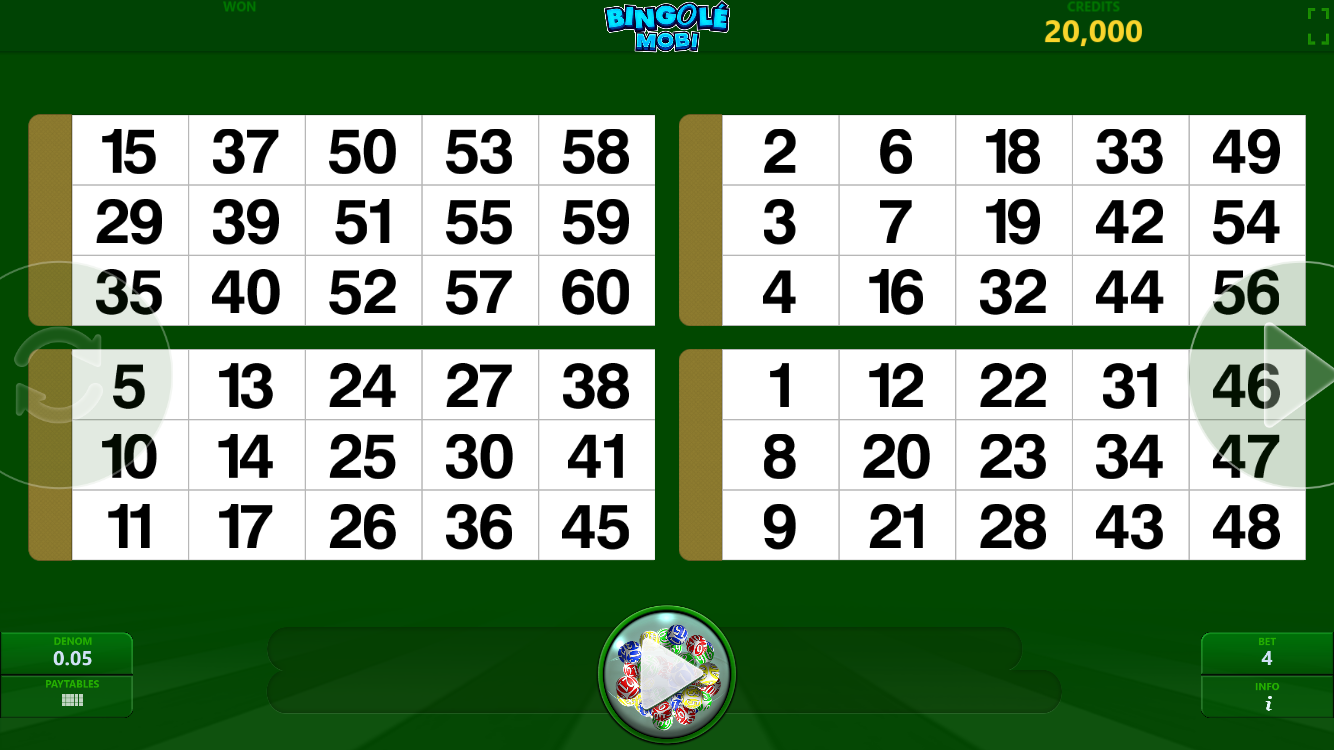 WON
BINGOLÉ
MOBI
CREDITS
20,000
15 37 50 53 58
29 39 51 55 59
35 40 52 57 60
2 6 18 33 49
3 7 19 42 54
4 16 32 44 56
5 13 24 27 38
10 14 25 30 41
11 17 26 36 45
1 12 22 31 46
8 20 23 34 47
9 21 28 43 48
DENOM
0.05
PAYTABLES
BET
4
INFO
i